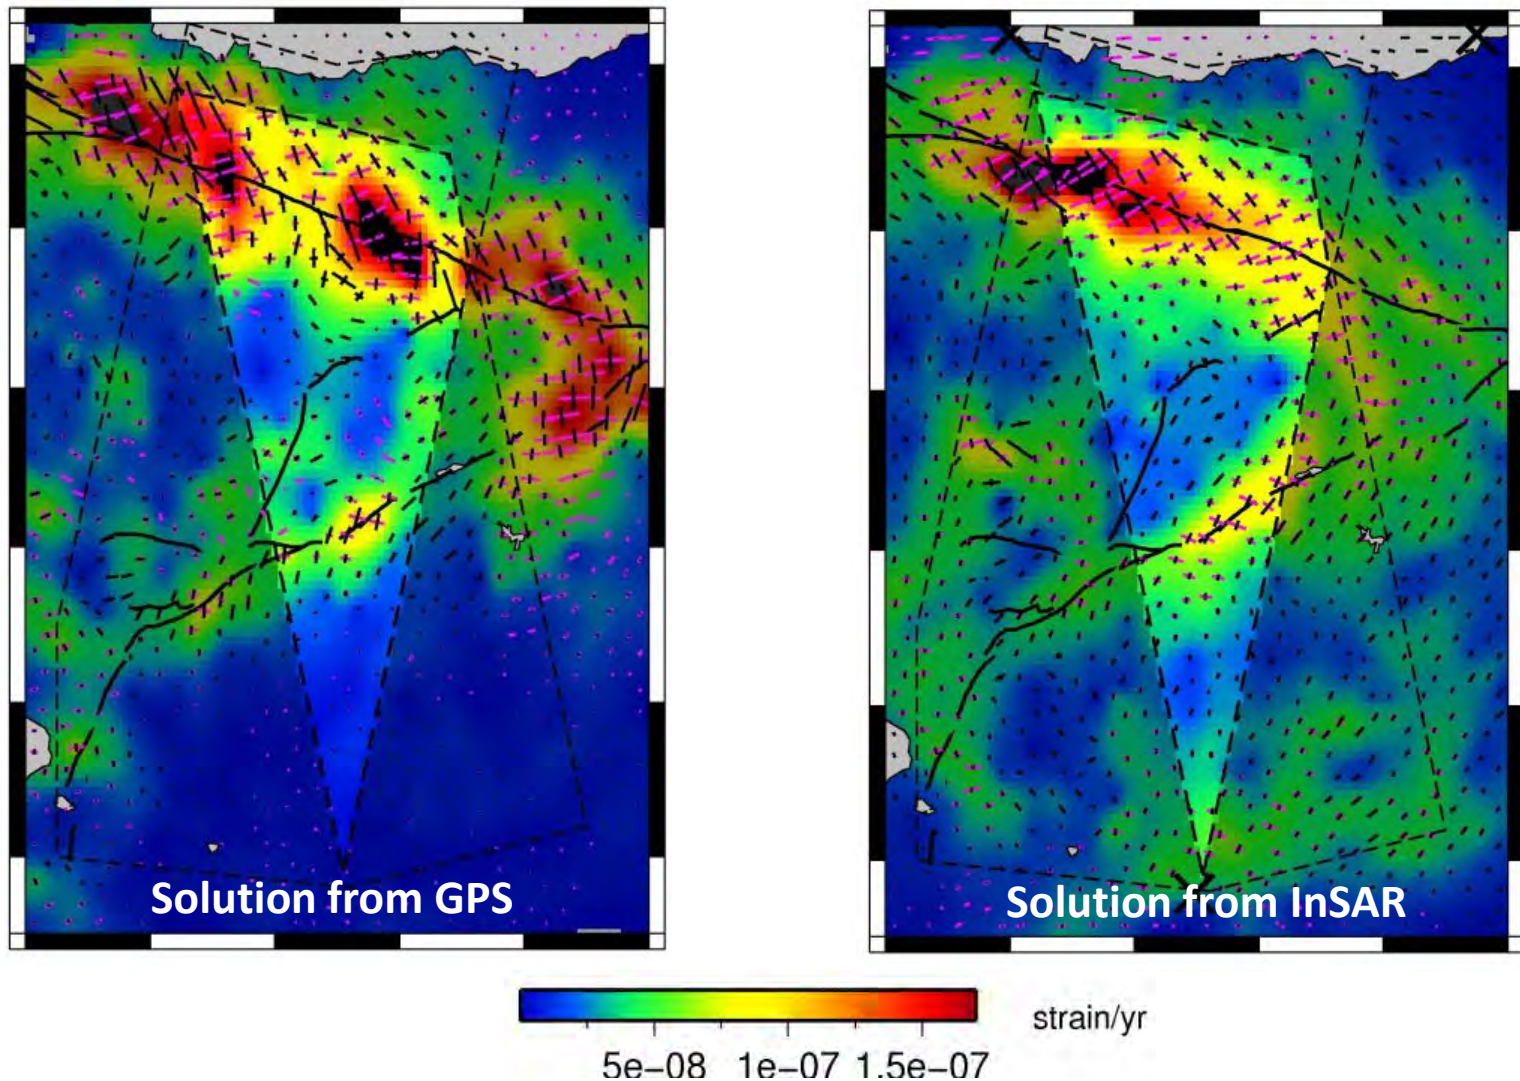 Solution from GPS
Solution from InSAR
strain/yr
5e−08 1e−07 1.5e−07